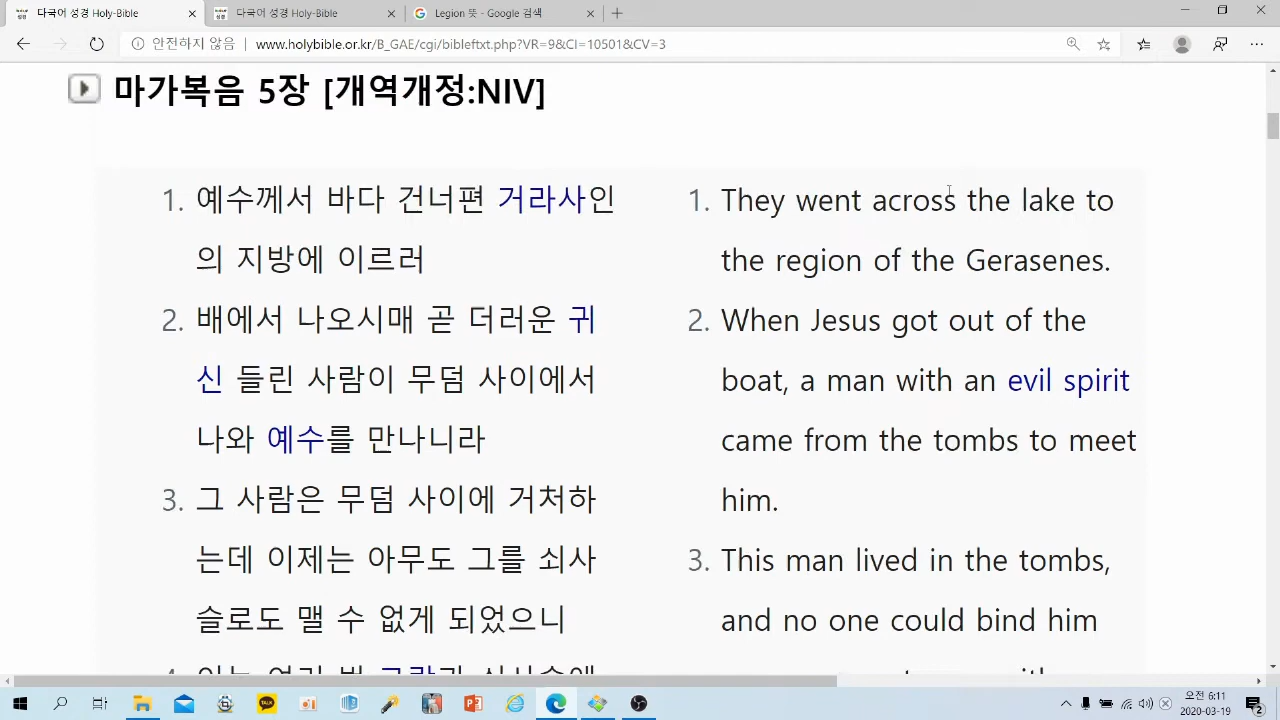 다국어 성경 Holy-Bible
다국어 성경 Holy-Bible
Legion 뜻 - Google 검색
안전하지 않음
www.holybible.or.kr/B_GAE/cgi/bibleftxt.php?VR=9&CI=10501&CV=3
마가복음 5장 [개역개정:NIV]
1. 예수께서 바다 건너편 거라사인
의 지방에 이르러
2. 배에서 나오시매 곧 더러운 귀
신 들린 사람이 무덤 사이에서
나와 예수를 만나니라
3. 그 사람은 무덤 사이에 거처하
는데 이제는 아무도 그를 쇠사
슬로도 맬 수 없게 되었으니
1. They went across the lake to
the region of the Gerasenes.
2. When Jesus got out of the
boat, a man with an evil spirit
came from the tombs to meet
him.
3. This man lived in the tombs,
and no one could bind him
TALK
오전 6:11
2020-03-19
2